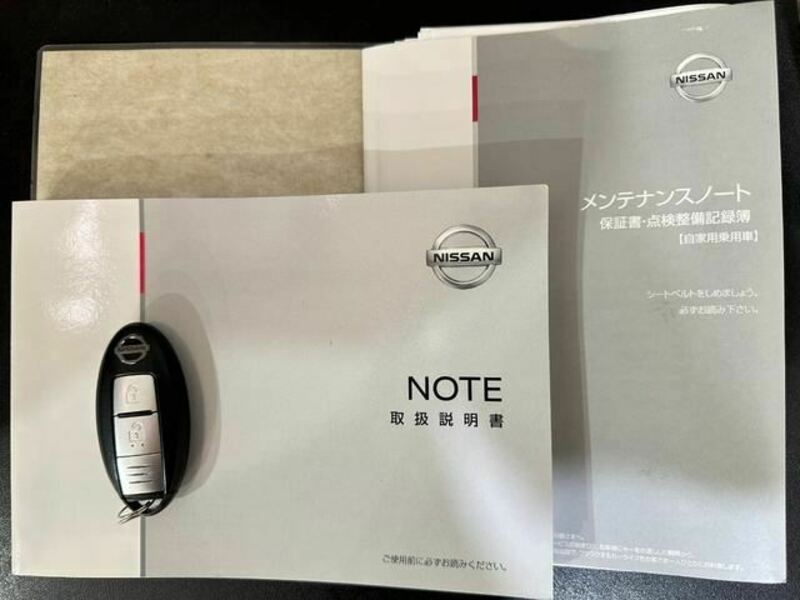 NISSAN
メンテナンスノート
保証書・点検整備記録簿
【自家用乗用車】
シートベルトをしめましょう。
必ずお読み下さい。
NISSAN
NOTE
取扱説明書
ご使用前に必ずお読みください。
NISSAN